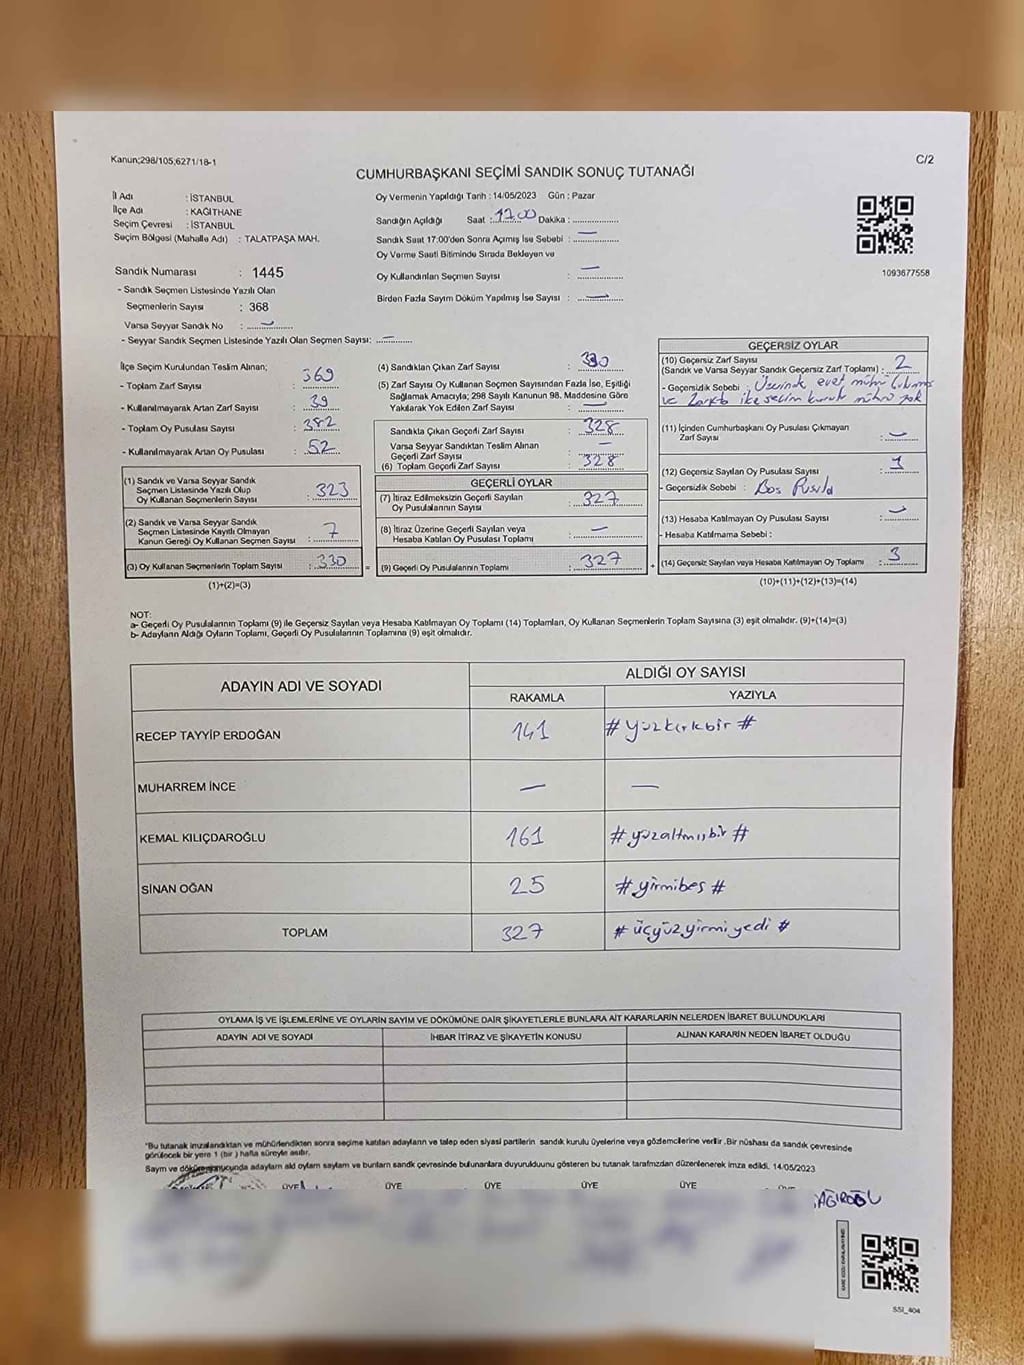 Kanun;298/105,6271/18-1
C/2
CUMHURBAŞKANI SEÇİMİ SANDIK SONUÇ TUTANAĞI
İl Adı : İSTANBUL
İlçe Adı : KAĞITHANE
Seçim Çevresi : İSTANBUL
Seçim Bölgesi (Mahalle Adı) : TALATPAŞA MAH.
Sandık Numarası : 1445
- Sandık Seçmen Listesinde Yazılı Olan
Seçmenlerin Sayısı : 368
Varsa Seyyar Sandık No : —
- Seyyar Sandık Seçmen Listesinde Yazılı Olan Seçmen Sayısı: —
Oy Vermenin Yapıldığı Tarih : 14/05/2023 Gün : Pazar
Sandığın Açıldığı Saat : 17.00 Dakika :
Sandık Saat 17:00'den Sonra Açımış İse Sebebi : —
Oy Verme Saati Bitiminde Sırada Bekleyen ve
Oy Kullandırılan Seçmen Sayısı : —
Birden Fazla Sayım Döküm Yapılmış İse Sayısı : —
1093677558
İlçe Seçim Kurulundan Teslim Alınan;
- Toplam Zarf Sayısı : 369
- Kullanılmayarak Artan Zarf Sayısı : 39
- Toplam Oy Pusulası Sayısı : 382
- Kullanılmayarak Artan Oy Pusulası : 52
(1) Sandık ve Varsa Seyyar Sandık
Seçmen Listesinde Yazılı Olup
Oy Kullanan Seçmenlerin Sayısı : 323
(2) Sandık ve Varsa Seyyar Sandık
Seçmen Listesinde Kayıtlı Olmayan
Kanun Gereği Oy Kullanan Seçmen Sayısı : 7
(3) Oy Kullanan Seçmenlerin Toplam Sayısı : 330
(1)+(2)=(3)
(4) Sandıktan Çıkan Zarf Sayısı : 330
(5) Zarf Sayısı Oy Kullanan Seçmen Sayısından Fazla İse, Eşitliği
Sağlamak Amacıyla; 298 Sayılı Kanunun 98. Maddesine Göre
Yakılarak Yok Edilen Zarf Sayısı : —
Sandıkta Çıkan Geçerli Zarf Sayısı : 328
Varsa Seyyar Sandıktan Teslim Alınan
Geçerli Zarf Sayısı : —
(6) Toplam Geçerli Zarf Sayısı : 328
GEÇERLİ OYLAR
(7) İtiraz Edilmeksizin Geçerli Sayılan
Oy Pusulalarının Sayısı : 327
(8) İtiraz Üzerine Geçerli Sayılan veya
Hesaba Katılan Oy Pusulası Toplamı : —
= (9) Geçerli Oy Pusulalarının Toplamı : 327 +
GEÇERSİZ OYLAR
(10) Geçersiz Zarf Sayısı
(Sandık ve Varsa Seyyar Sandık Geçersiz Zarf Toplamı) : 2
- Geçersizlik Sebebi : Üzerinde evet mührü
ve Zarfta ilçe seçim kurulu mührü yok
(11) İçinden Cumhurbaşkanı Oy Pusulası Çıkmayan
Zarf Sayısı : —
(12) Geçersiz Sayılan Oy Pusulası Sayısı : 1
- Geçersizlik Sebebi : Boş Pusula
(13) Hesaba Katılmayan Oy Pusulası Sayısı : —
- Hesaba Katılmama Sebebi :
(14) Geçersiz Sayılan veya Hesaba Katılmayan Oy Toplamı : 3
(10)+(11)+(12)+(13)=(14)
NOT:
a- Geçerli Oy Pusulalarının Toplamı (9) ile Geçersiz Sayılan veya Hesaba Katılmayan Oy Toplamı (14) Toplamları, Oy Kullanan Seçmenlerin Toplam Sayısına (3) eşit olmalıdır. (9)+(14)=(3)
b- Adayların Aldığı Oyların Toplamı, Geçerli Oy Pusulalarının Toplamına (9) eşit olmalıdır.
ADAYIN ADI VE SOYADI
ALDIĞI OY SAYISI
RAKAMLA YAZIYLA
RECEP TAYYİP ERDOĞAN 141 # yüzkırkbir #
MUHARREM İNCE — —
KEMAL KILIÇDAROĞLU 161 # yüzaltmışbir #
SİNAN OĞAN 25 # yirmibeş #
TOPLAM 327 # üçyüzyirmiyedi #
OYLAMA İŞ VE İŞLEMLERİNE VE OYLARIN SAYIM VE DÖKÜMÜNE DAİR ŞİKAYETLERLE BUNLARA AİT KARARLARIN NELERDEN İBARET BULUNDUKLARI
ADAYIN ADI VE SOYADI İHBAR İTİRAZ VE ŞİKAYETİN KONUSU ALINAN KARARIN NEDEN İBARET OLDUĞU
*Bu tutanak imzalandıktan ve mühürlendikten sonra seçime katılan adayların ve talep eden siyasi partilerin sandık kurulu üyelerine veya gözlemcilerine verilir. Bir nüshası da sandık çevresinde
görülecek bir yere 1 (bir) hafta süreyle asılır.
Sayım ve döküm sonucunda adayların aldı oyların sayıları ve bunların sandık çevresinde bulunanlara duyurulduunu gösteren bu tutanak tarafımızdan düzenlenerek imza edildi. 14/05/2023
ÜYE ÜYE ÜYE ÜYE ÜYE
SSI_404